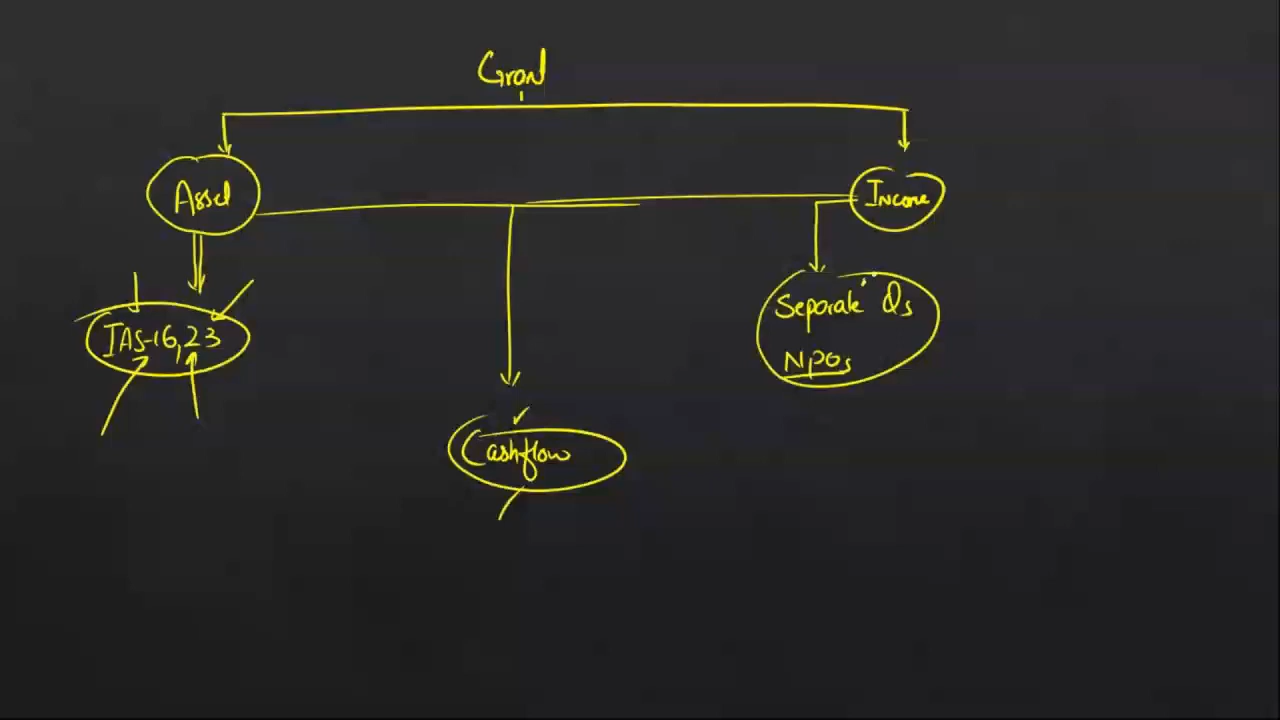 Grant
Asset
Income
IAS-16, 23
Separate Qs
NPOs
Cashflow